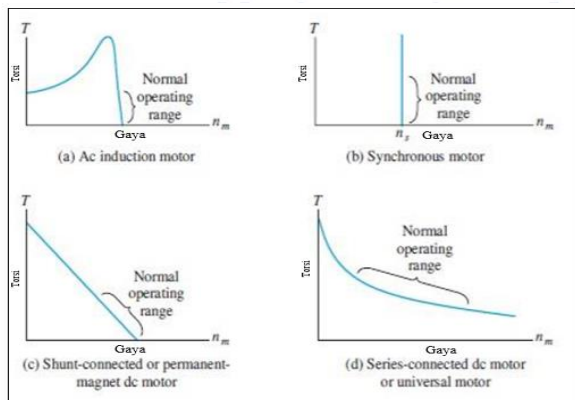 T
Torsi
Normal
operating
range
Gaya
n_m
(a) Ac induction motor
T
Torsi
Normal
operating
range
n_s
Gaya
n_m
(b) Synchronous motor
T
Torsi
Normal
operating
range
Gaya
n_m
(c) Shunt-connected or permanent-
magnet dc motor
T
Torsi
Normal
operating
range
Gaya
n_m
(d) Series-connected dc motor
or universal motor